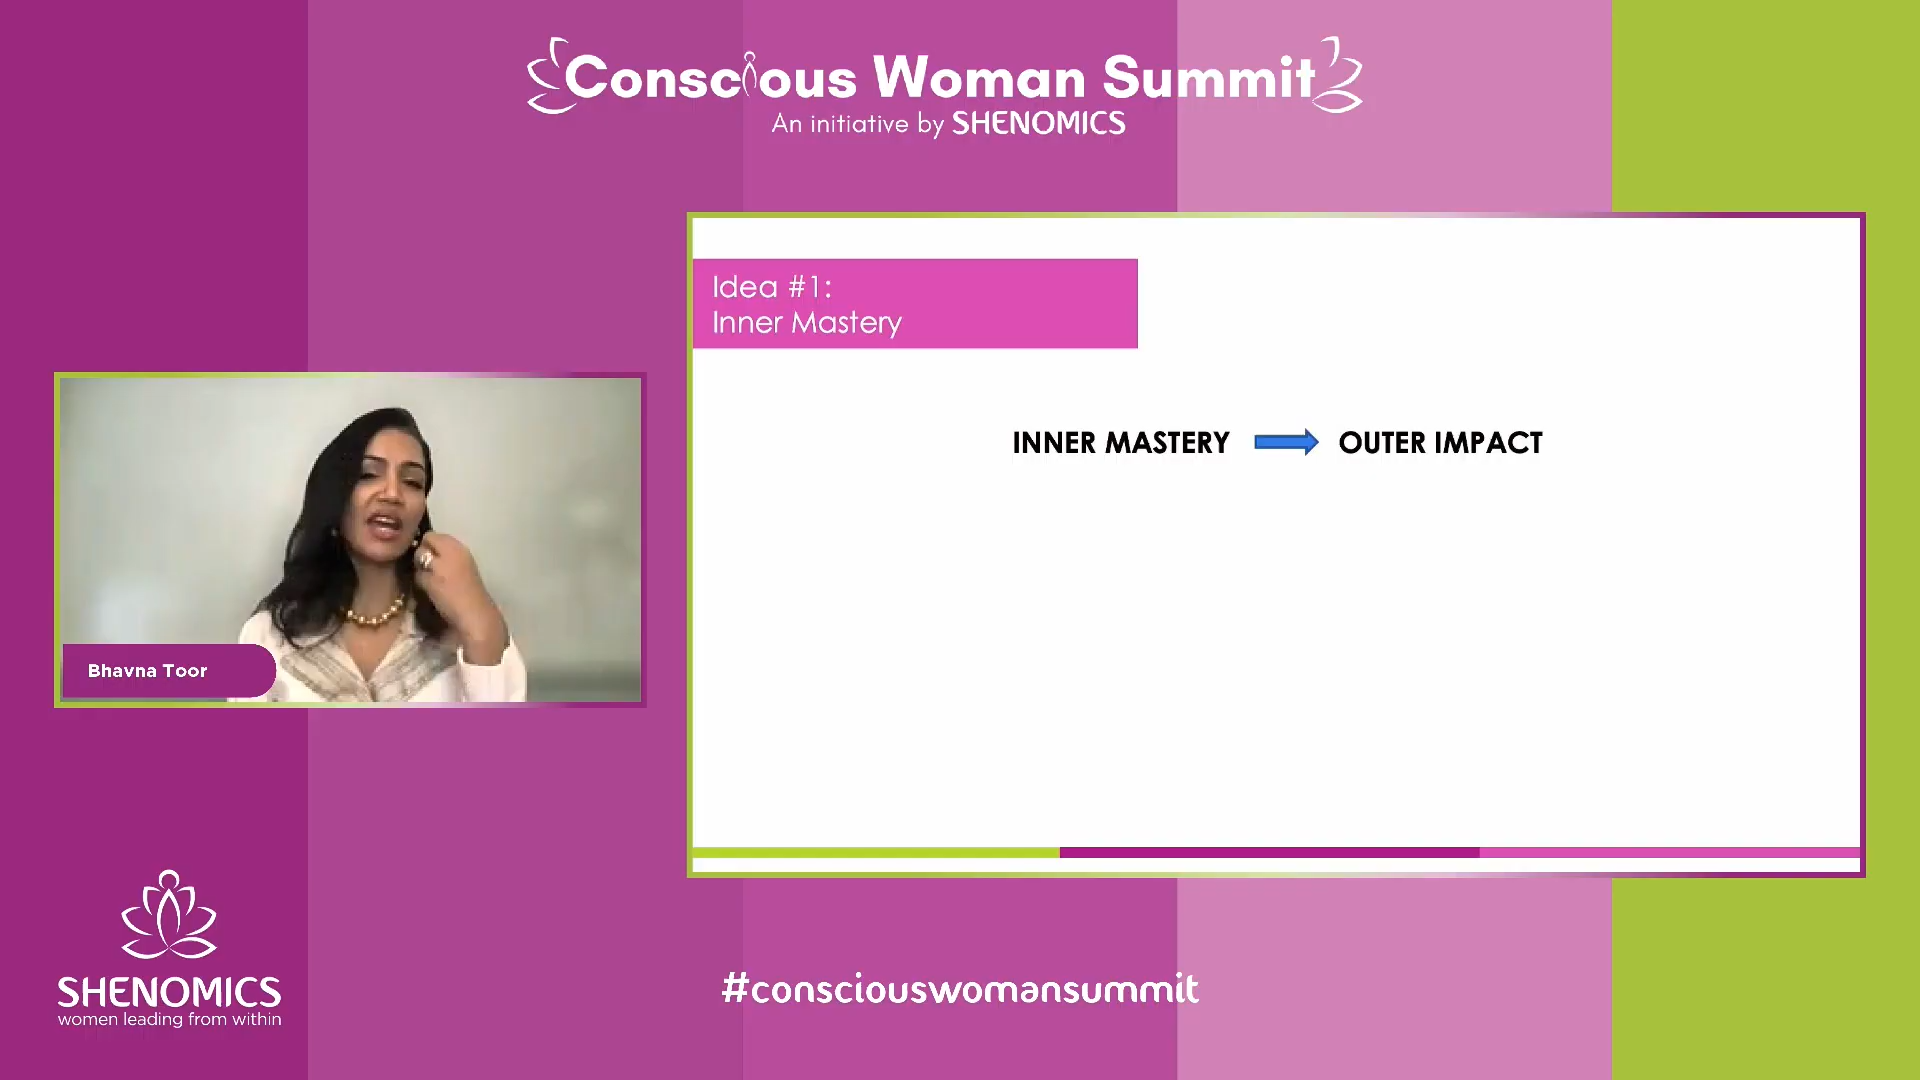 Conscious Woman Summit
An initiative by SHENOMICS
Idea #1:
Inner Mastery
INNER MASTERY OUTER IMPACT
Bhavna Toor
SHENOMICS
women leading from within
#consciouswomansummit